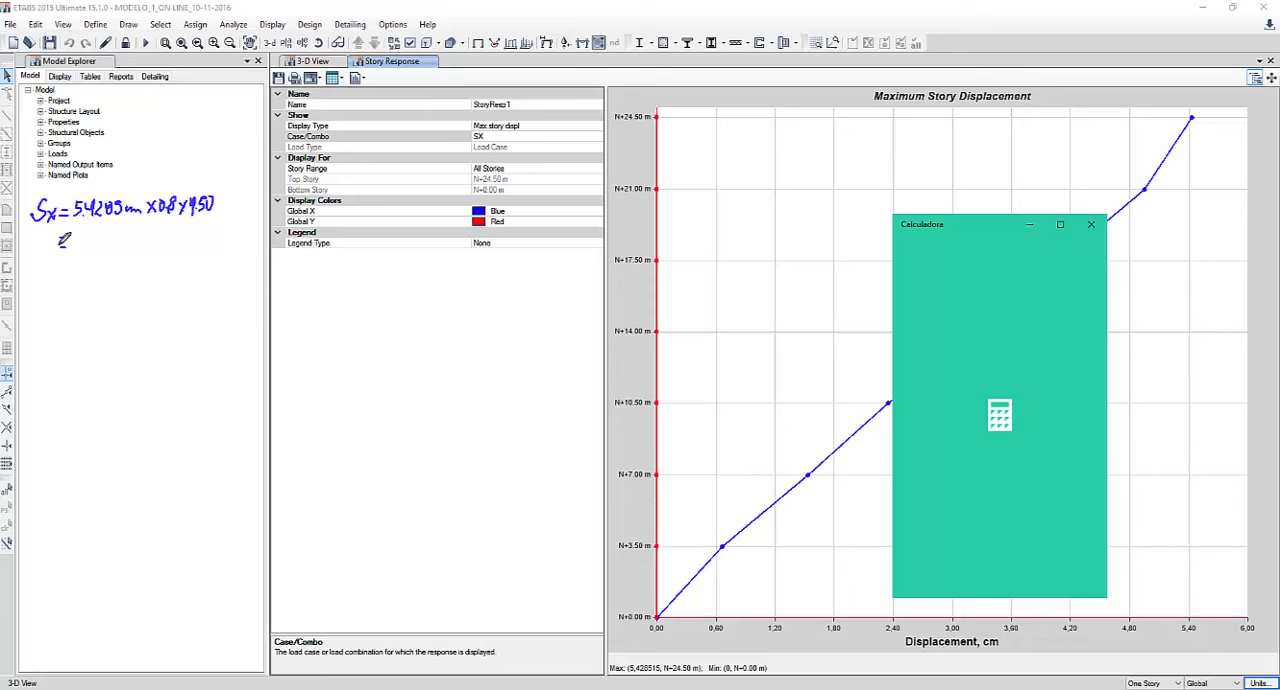 ETABS 2015 Ultimate 15.1.0 - MODELO_1_ON LINE_10-11-2016
File Edit View Define Draw Select Assign Analyze Display Design Detailing Options Help
3-d
nd
all
Model Explorer
3-D View
Story Response
Model Display Tables Reports Detailing
Model
Project
Structure Layout
Properties
Structural Objects
Groups
Loads
Named Output Items
Named Plots
Sx = 5.4285cm X 0.8 X 4.50
=
Name
Name StoryResp1
Show
Display Type Max story displ
Case/Combo SX
Load Type Load Case
Display For
Story Range All Stories
Top Story N+24.50 m
Bottom Story N+0.00 m
Display Colors
Global X Blue
Global Y Red
Legend
Legend Type None
Case/Combo
The load case or load combination for which the response is displayed.
Maximum Story Displacement
N+24.50 m
N+21.00 m
N+17.50 m
N+14.00 m
N+10.50 m
N+7.00 m
N+3.50 m
N+0.00 m
Calculadora
0,00 0,60 1,20 1,80 2,40 3,00 3,60 4,20 4,80 5,40 6,00
Displacement, cm
Max: (5,428515, N+24.50 m); Min: (0, N+0.00 m)
3-D View
One Story
Global
Units...